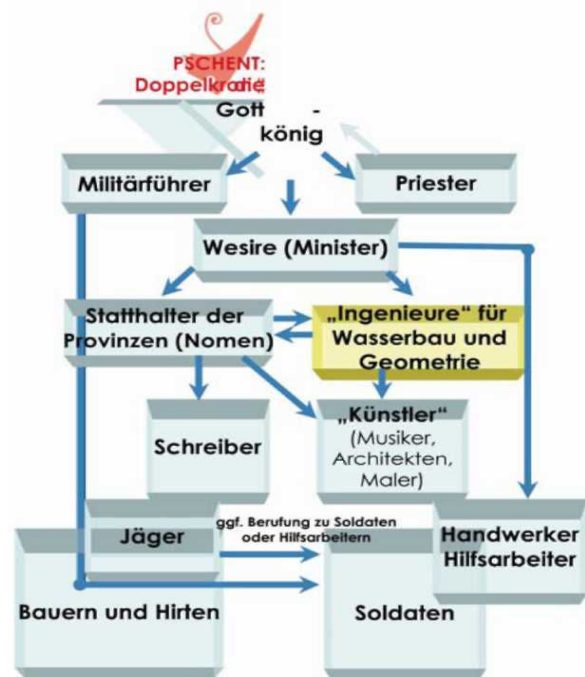 PSCHENT:
Doppelkrone
Gott -
könig
Militärführer
Priester
Wesire (Minister)
Statthalter der
Provinzen (Nomen)
„Ingenieure“ für
Wasserbau und
Geometrie
Schreiber
„Künstler“
(Musiker,
Architekten,
Maler)
Jäger
ggf. Berufung zu Soldaten
oder Hilfsarbeitern
Handwerker
Hilfsarbeiter
Bauern und Hirten
Soldaten